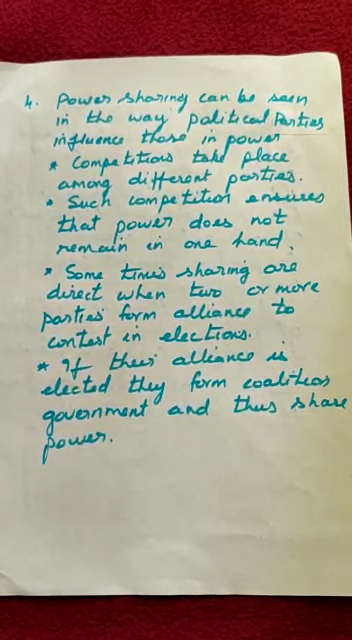 4. Power sharing can be seen
in the way political Parties
influence those in power
* Competitions take place
among different parties.
* Such competition ensures
that power does not
remain in one hand.
* Some times sharing are
direct when two or more
parties form alliance to
contest in elections.
* If their alliance is
elected they form coalition
government and thus share
power.